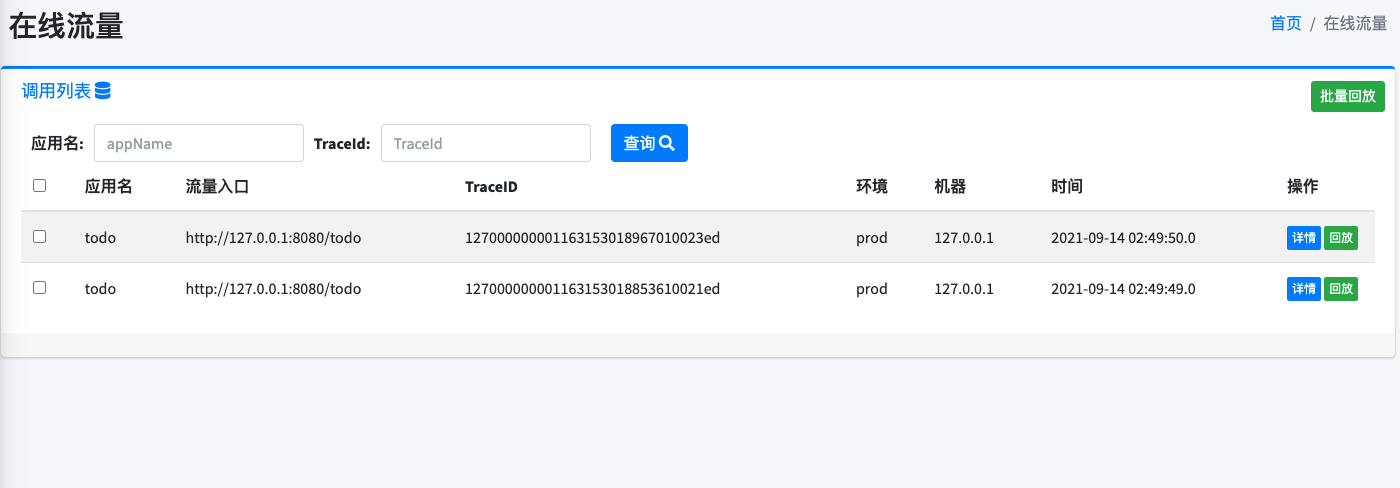 在线流量
首页 / 在线流量
调用列表
批量回放
应用名: appName TraceId: TraceId 查询
应用名 流量入口 TraceID 环境 机器 时间 操作
todo http://127.0.0.1:8080/todo 127000000001163153018967010023ed prod 127.0.0.1 2021-09-14 02:49:50.0 详情 回放
todo http://127.0.0.1:8080/todo 127000000001163153018853610021ed prod 127.0.0.1 2021-09-14 02:49:49.0 详情 回放